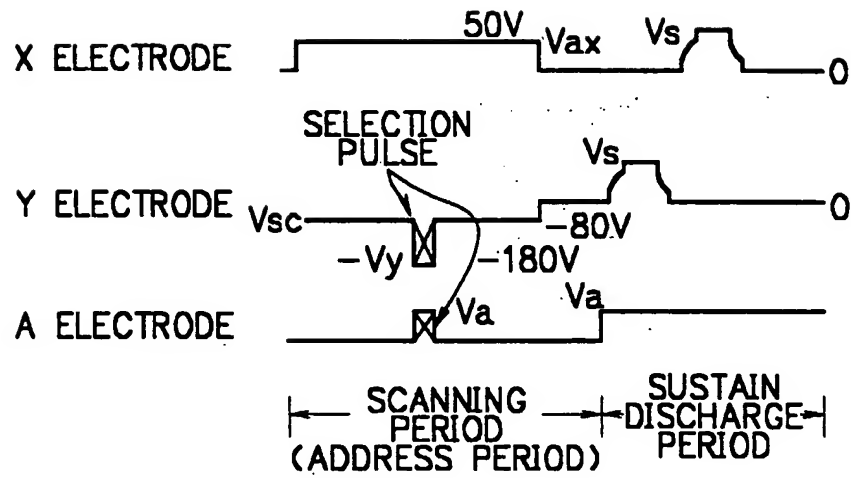 50V
Vax
Vs
X ELECTRODE
0
SELECTION
PULSE
Vs
Y ELECTRODE
Vsc
0
-80V
-Vy
-180V
Va
Va
A ELECTRODE
SCANNING
PERIOD
(ADDRESS PERIOD)
SUSTAIN
DISCHARGE
PERIOD